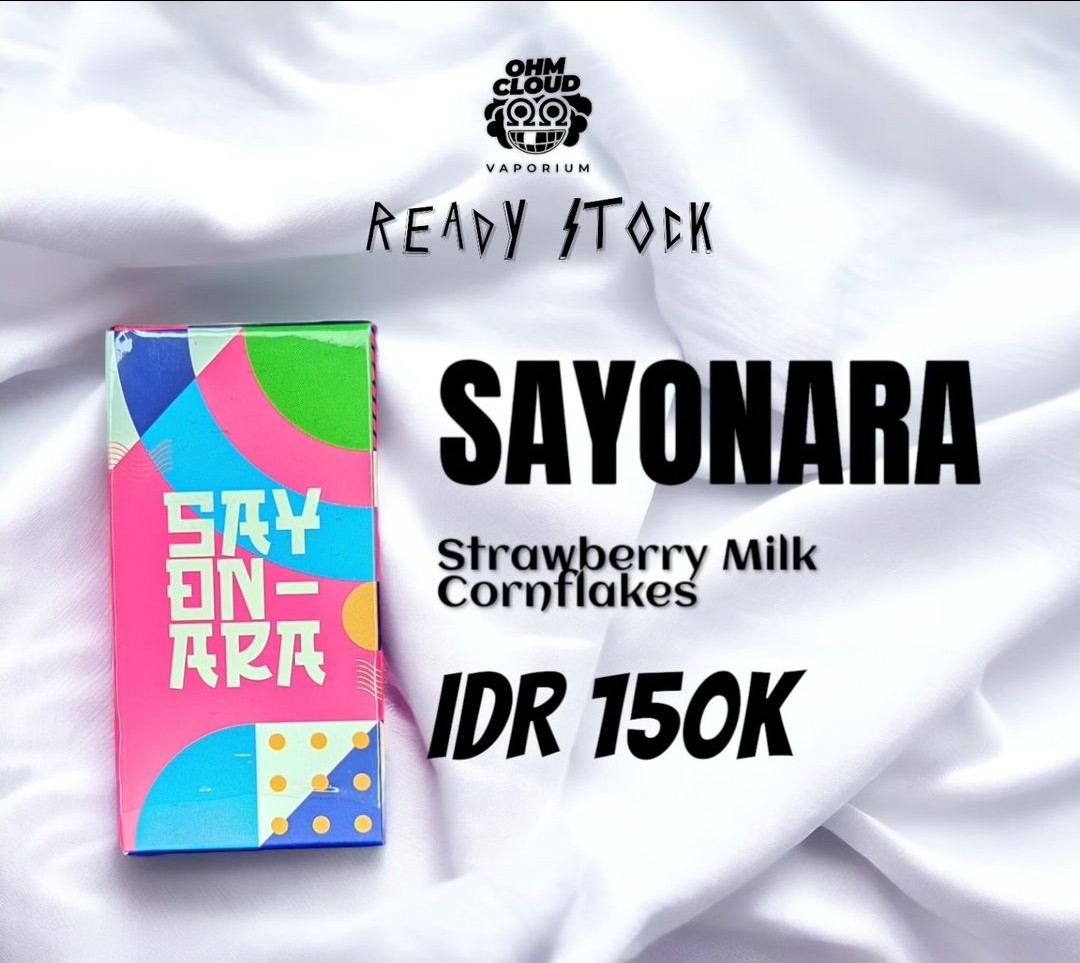 OHM
CLOUD
VAPORIUM
READY STOCK
SAYONARA
Strawberry Milk
Cornflakes
IDR 150K
SAY
ON-
ARA